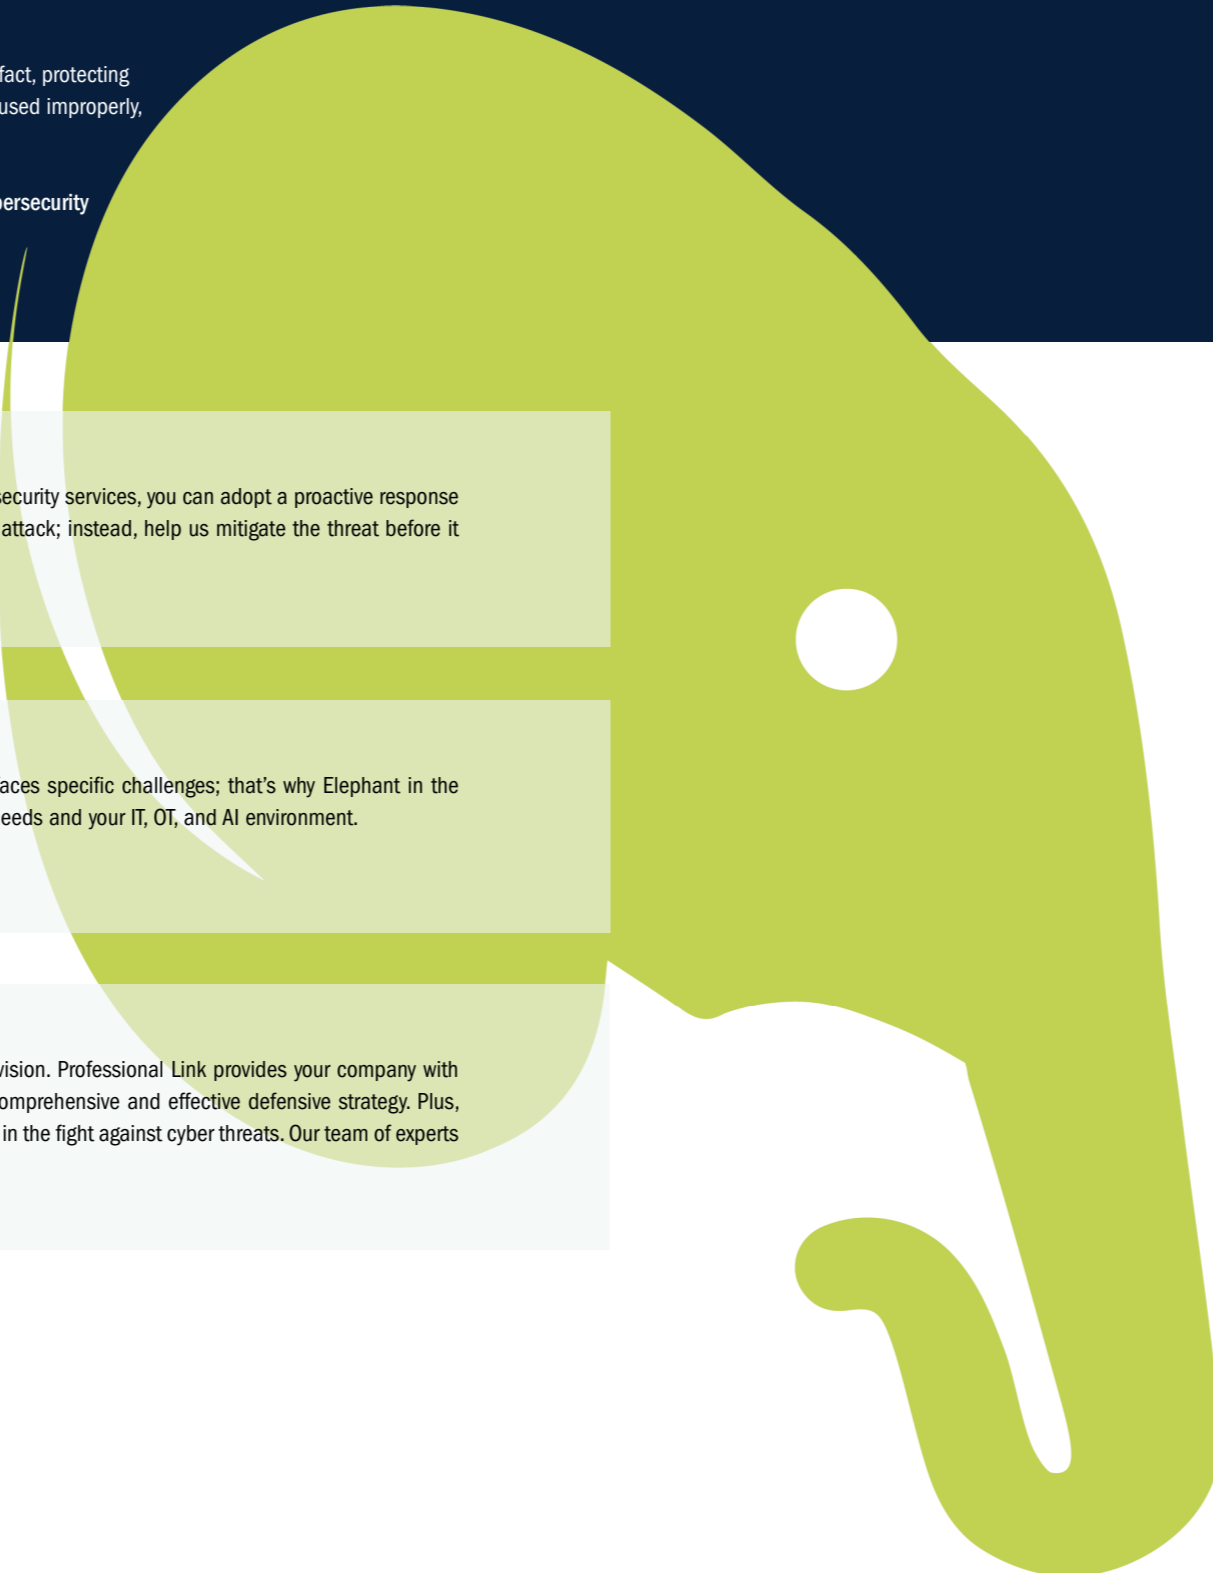 fact, protecting
used improperly,
bersecurity
security services, you can adopt a proactive response
attack; instead, help us mitigate the threat before it
aces specific challenges; that's why Elephant in the
eeds and your IT, OT, and AI environment.
vision. Professional Link provides your company with
omprehensive and effective defensive strategy. Plus,
in the fight against cyber threats. Our team of experts